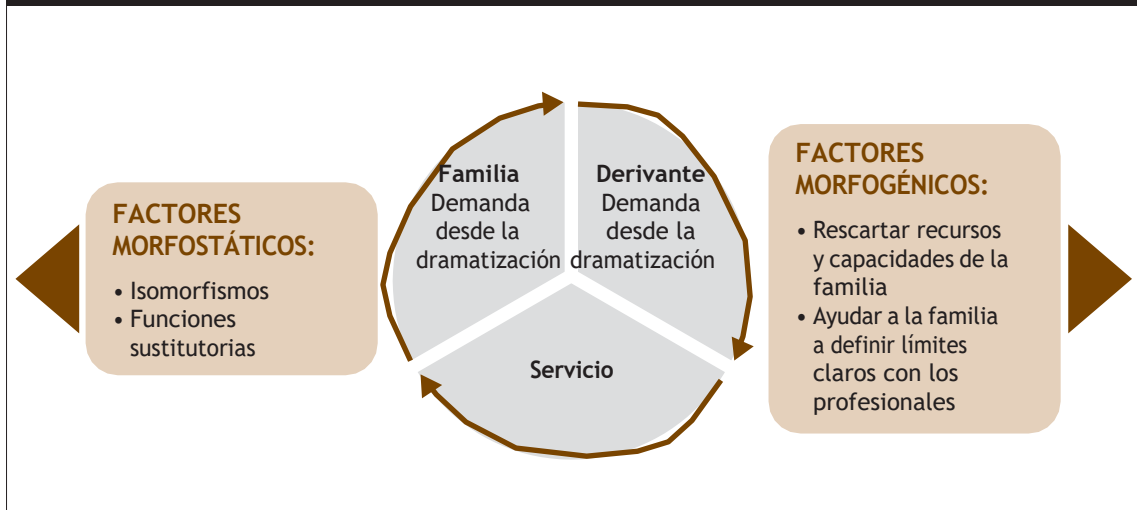 FACTORES
MORFOSTÁTICOS:
• Isomorfismos
• Funciones
sustitutorias
Familia
Demanda
desde la
dramatización
Derivante
Demanda
desde la
dramatización
Servicio
FACTORES
MORFOGÉNICOS:
• Rescartar recursos
y capacidades de la
familia
• Ayudar a la familia
a definir límites
claros con los
profesionales